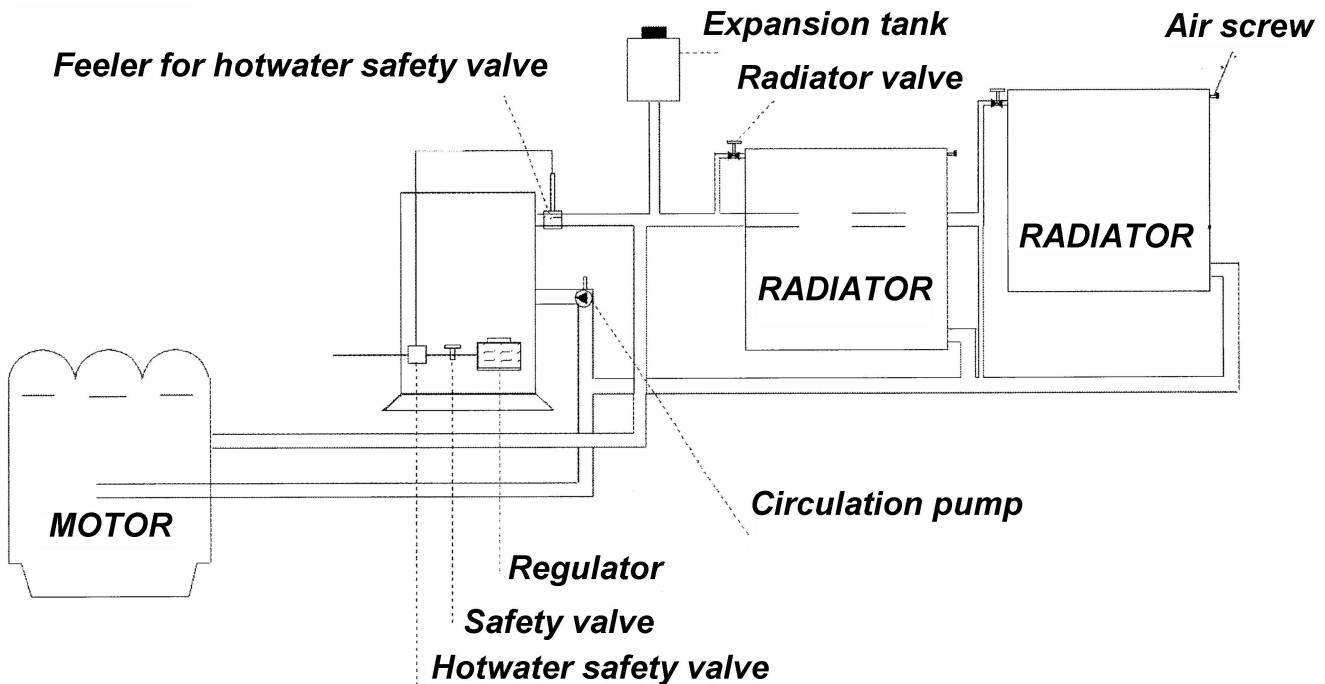 Expansion tank
Air screw
Feeler for hotwater safety valve
Radiator valve
RADIATOR
RADIATOR
Circulation pump
MOTOR
Regulator
Safety valve
Hotwater safety valve